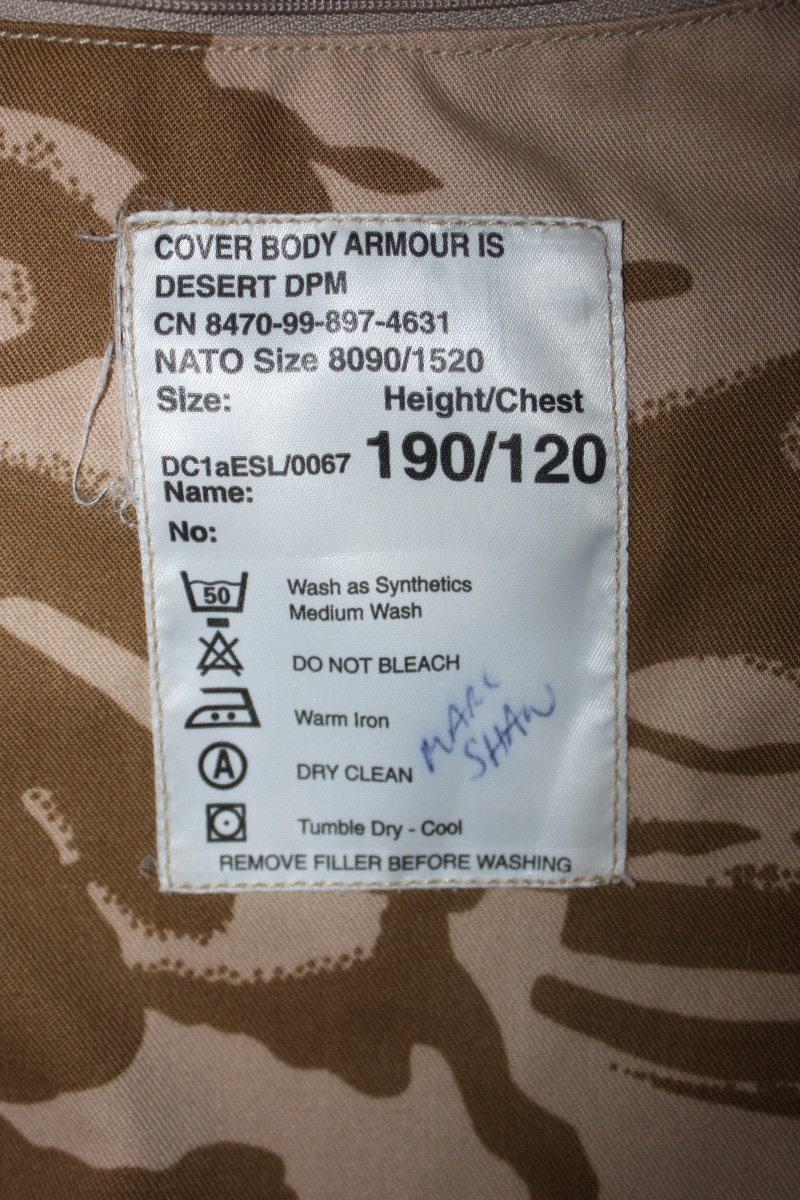 COVER BODY ARMOUR IS
DESERT DPM
CN 8470-99-897-4631
NATO Size 8090/1520
Size: Height/Chest
DC1aESL/0067 190/120
Name:
No:
50 Wash as Synthetics
Medium Wash
DO NOT BLEACH
Warm Iron
MARK
SHAW
A DRY CLEAN
Tumble Dry - Cool
REMOVE FILLER BEFORE WASHING